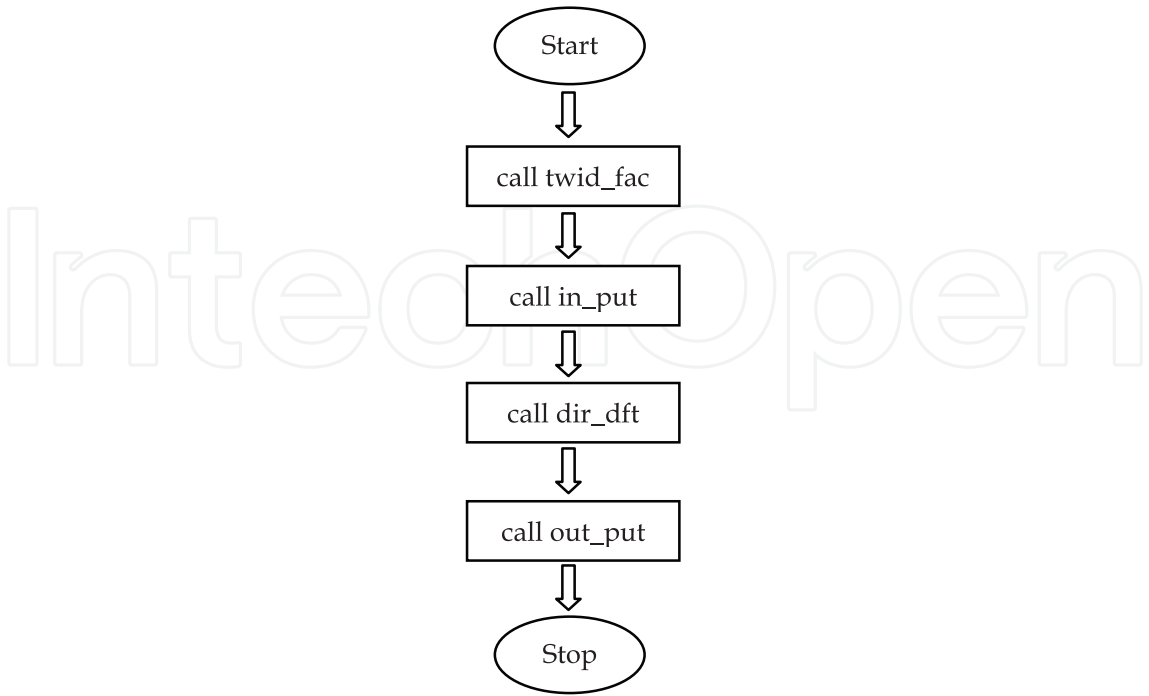 Start
call twid_fac
IntechOpen
call in_put
call dir_dft
call out_put
Stop